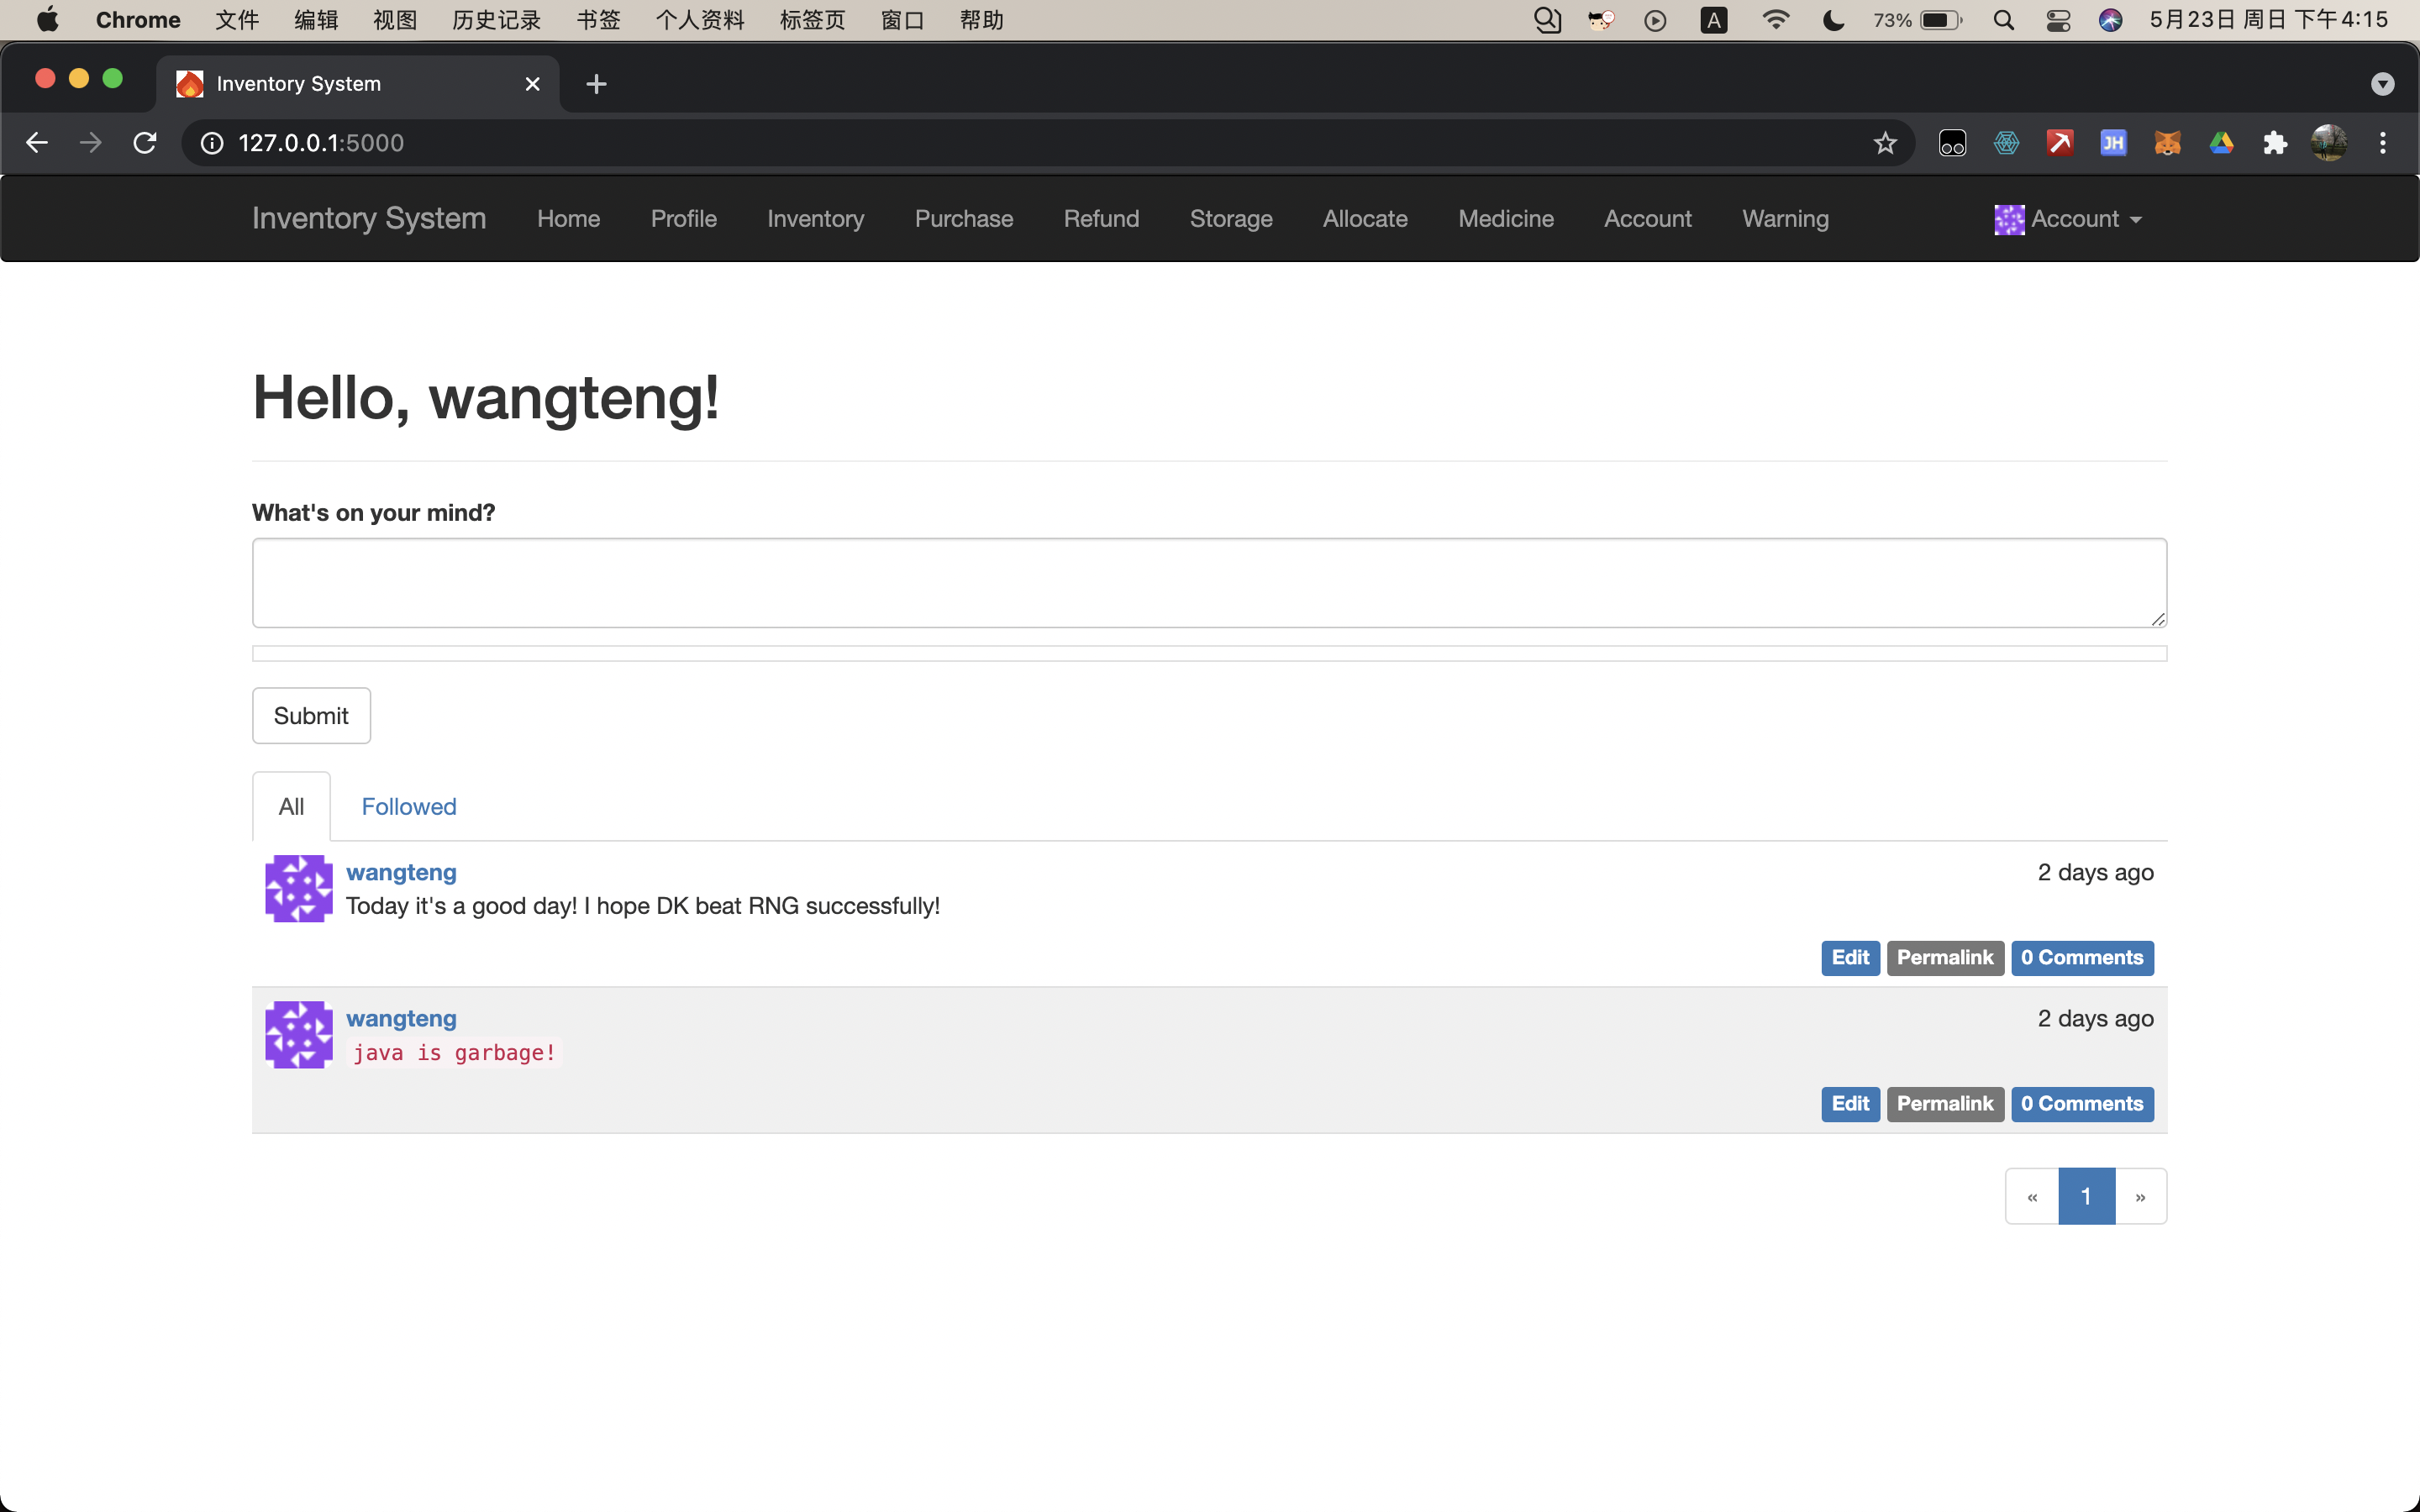 Chrome 文件 编辑 视图 历史记录 书签 个人资料 标签页 窗口 帮助 A 73% 5月23日 周日 下午4:15
Inventory System
127.0.0.1:5000 JH
Inventory System Home Profile Inventory Purchase Refund Storage Allocate Medicine Account Warning Account
Hello, wangteng!
What's on your mind?
Submit
All Followed
wangteng 2 days ago
Today it's a good day! I hope DK beat RNG successfully!
Edit Permalink 0 Comments
wangteng 2 days ago
java is garbage!
Edit Permalink 0 Comments
« 1 »